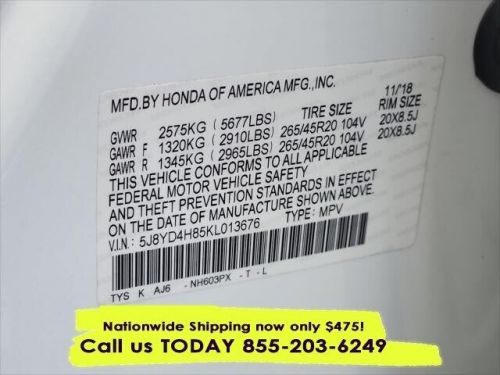 MFD.BY HONDA OF AMERICA MFG.,INC. 11/18
TIRE SIZE RIM SIZE
GVWR 2575KG ( 5677LBS)
GAWR F 1320KG ( 2910LBS) 265/45R20 104V 20X8.5J
GAWR R 1345KG ( 2965LBS) 265/45R20 104V 20X8.5J
THIS VEHICLE CONFORMS TO ALL APPLICABLE
FEDERAL MOTOR VEHICLE SAFETY
AND THEFT PREVENTION STANDARDS IN EFFECT
ON THE DATE OF MANUFACTURE SHOWN ABOVE.
V.I.N.: 5J8YD4H85KL013676 TYPE: MPV
TYS K AJ6 -NH603PX - T - L
Nationwide Shipping now only $475!
Call us TODAY 855-203-6249